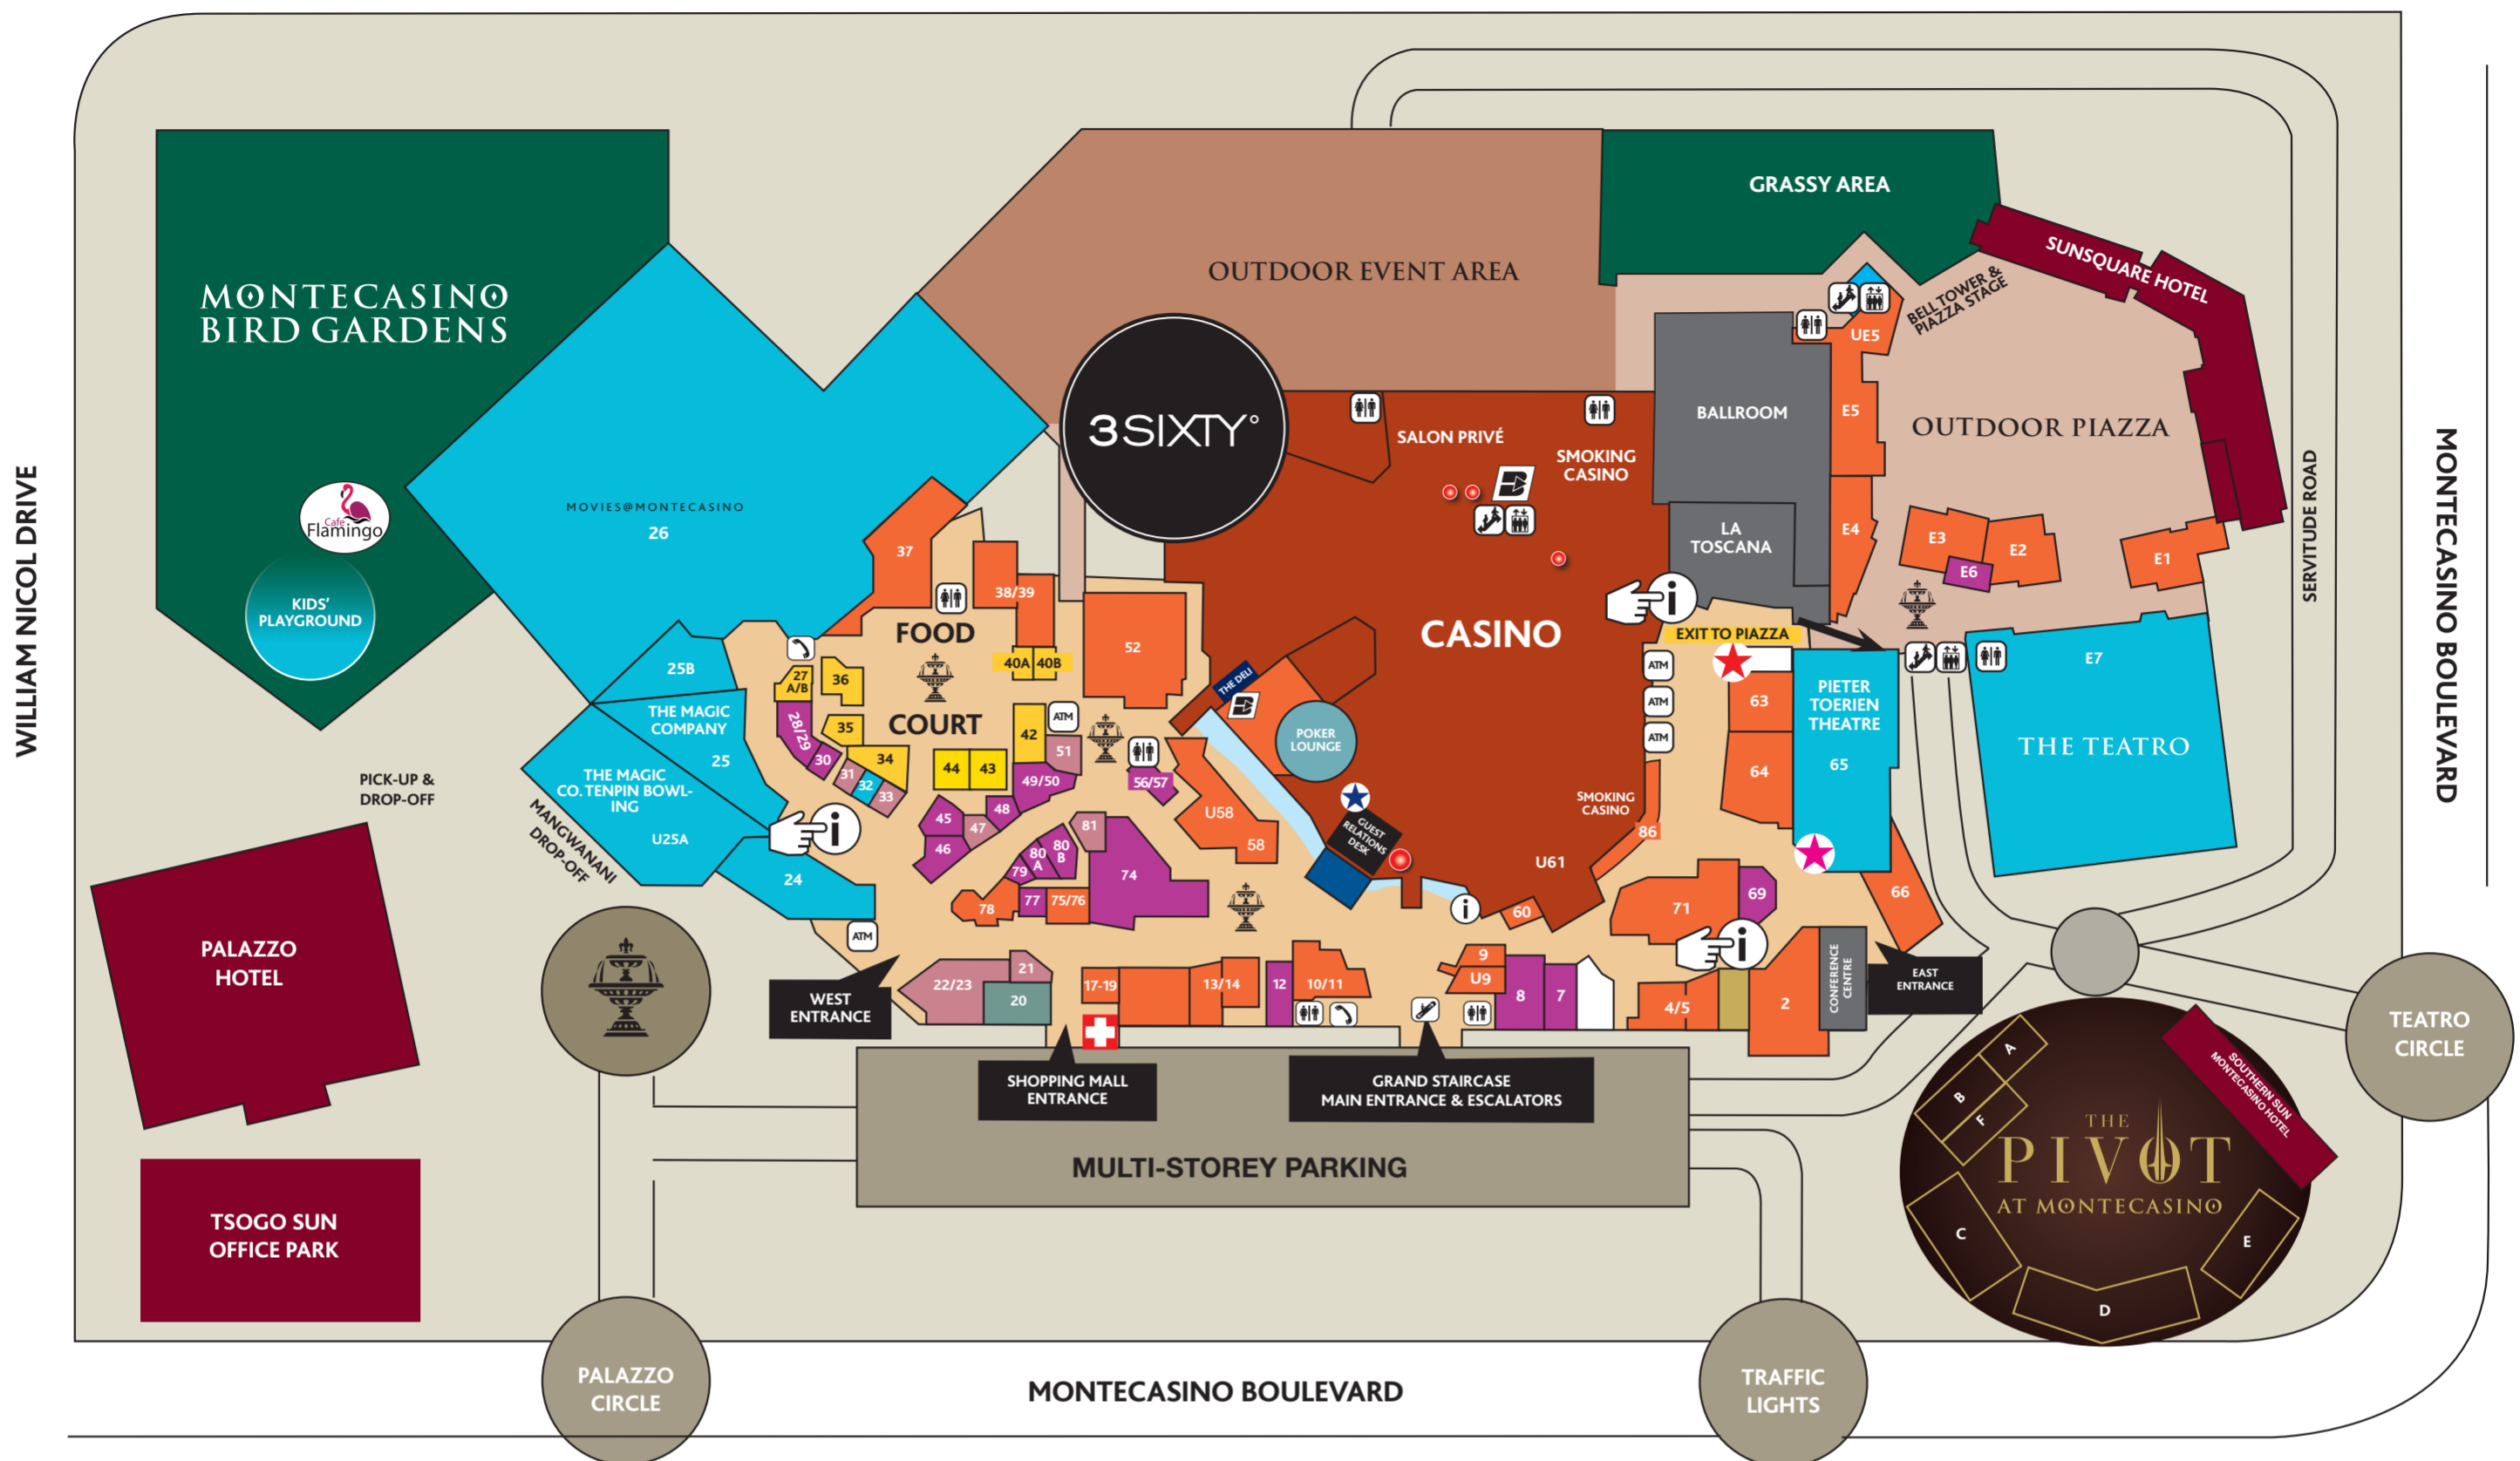 GRASSY AREA
SUNSQUARE HOTEL
OUTDOOR EVENT AREA
BELL TOWER &
PIAZZA STAGE
MONTECASINO
BIRD GARDENS
UE5
3SIXTY°
SALON PRIVÉ
BALLROOM
E5
OUTDOOR PIAZZA
SMOKING
CASINO
B
WILLIAM NICOL DRIVE
MONTECASINO BOULEVARD
SERVITUDE ROAD
Café
Flamingo
MOVIES@MONTECASINO
26
KIDS'
PLAYGROUND
37
38/39
LA
TOSCANA
E4
E3
E2
E6
E1
i
FOOD
COURT
CASINO
EXIT TO PIAZZA
52
40A
40B
25B
27
A/B
36
THE DELI
B
ATM
ATM
ATM
63
PIETER
TOERIEN
THEATRE
65
E7
THE TEATRO
THE MAGIC
COMPANY
25
28/29
35
30
34
31
32
33
44
43
42
ATM
51
49/50
56/57
POKER
LOUNGE
64
PICK-UP &
DROP-OFF
THE MAGIC
CO. TENPIN BOWL-
ING
U25A
MANGWANANI
DROP-OFF
i
45
47
48
46
81
80
A
80
B
79
74
U58
58
GUEST
RELATIONS
DESK
SMOKING
CASINO
86
U61
24
78
77
75/76
i
60
71
69
66
ATM
i
PALAZZO
HOTEL
WEST
ENTRANCE
22/23
21
20
17-19
13/14
12
10/11
9
U9
8
7
4/5
2
CONFERENCE
CENTRE
EAST
ENTRANCE
SHOPPING MALL
ENTRANCE
GRAND STAIRCASE
MAIN ENTRANCE & ESCALATORS
MULTI-STOREY PARKING
TEATRO
CIRCLE
A
B
F
SOUTHERN SUN
MONTECASINO HOTEL
THE
PIVOT
AT MONTECASINO
C
E
D
TSOGO SUN
OFFICE PARK
PALAZZO
CIRCLE
MONTECASINO BOULEVARD
TRAFFIC
LIGHTS